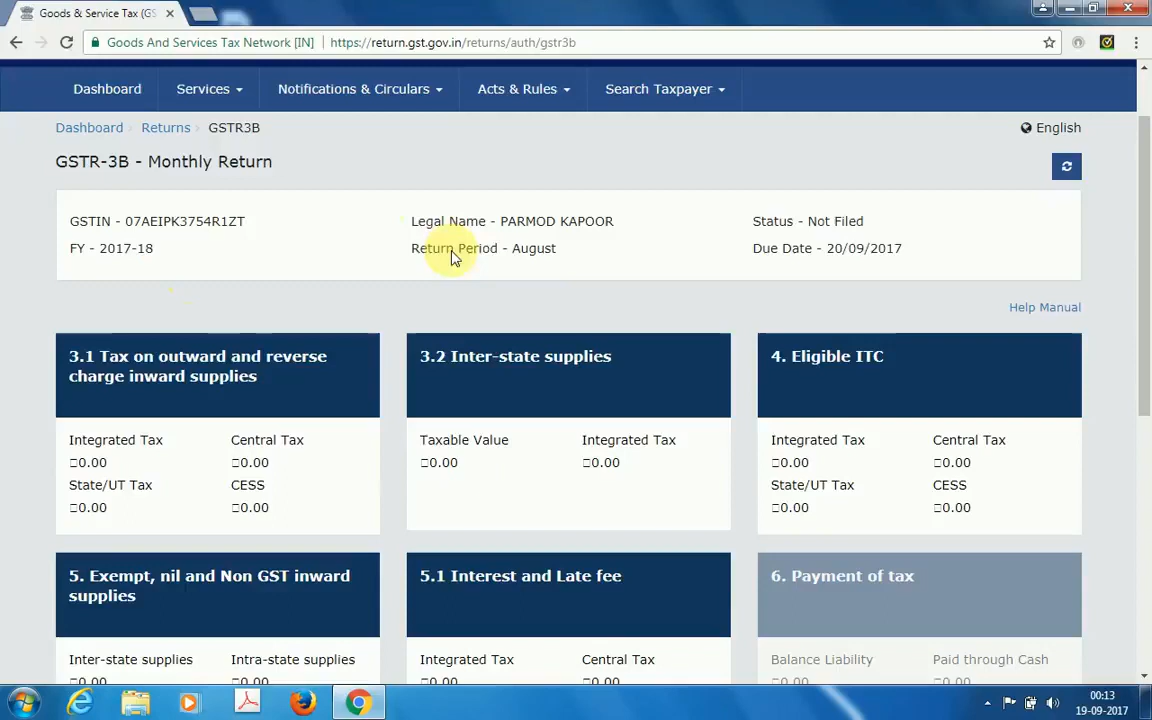 Goods & Service Tax (GS
Goods And Services Tax Network [IN] https://return.gst.gov.in/returns/auth/gstr3b
Dashboard Services Notifications & Circulars Acts & Rules Search Taxpayer
Dashboard Returns GSTR3B English
GSTR-3B - Monthly Return
GSTIN - 07AEIPK3754R1ZT Legal Name - PARMOD KAPOOR Status - Not Filed
FY - 2017-18 Return Period - August Due Date - 20/09/2017
Help Manual
3.1 Tax on outward and reverse
charge inward supplies
Integrated Tax Central Tax
0.00 0.00
State/UT Tax CESS
0.00 0.00
3.2 Inter-state supplies
Taxable Value Integrated Tax
0.00 0.00
4. Eligible ITC
Integrated Tax Central Tax
0.00 0.00
State/UT Tax CESS
0.00 0.00
5. Exempt, nil and Non GST inward
supplies
Inter-state supplies Intra-state supplies
5.1 Interest and Late fee
Integrated Tax Central Tax
6. Payment of tax
Balance Liability Paid through Cash
00:13
19-09-2017